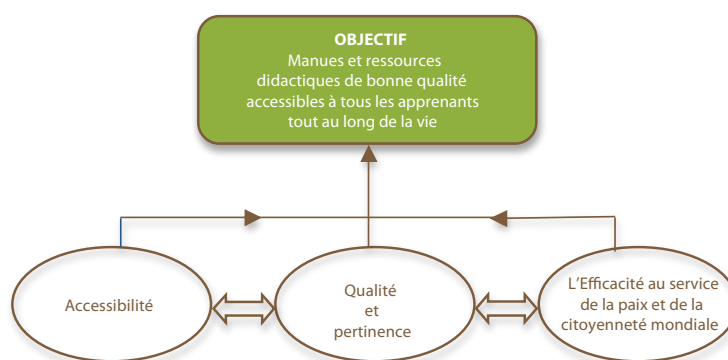 OBJECTIF
Manues et ressources
didactiques de bonne qualité
accessibles à tous les apprenants
tout au long de la vie
Accessibilité
Qualité
et
pertinence
L'Efficacité au service
de la paix et de la
citoyenneté mondiale